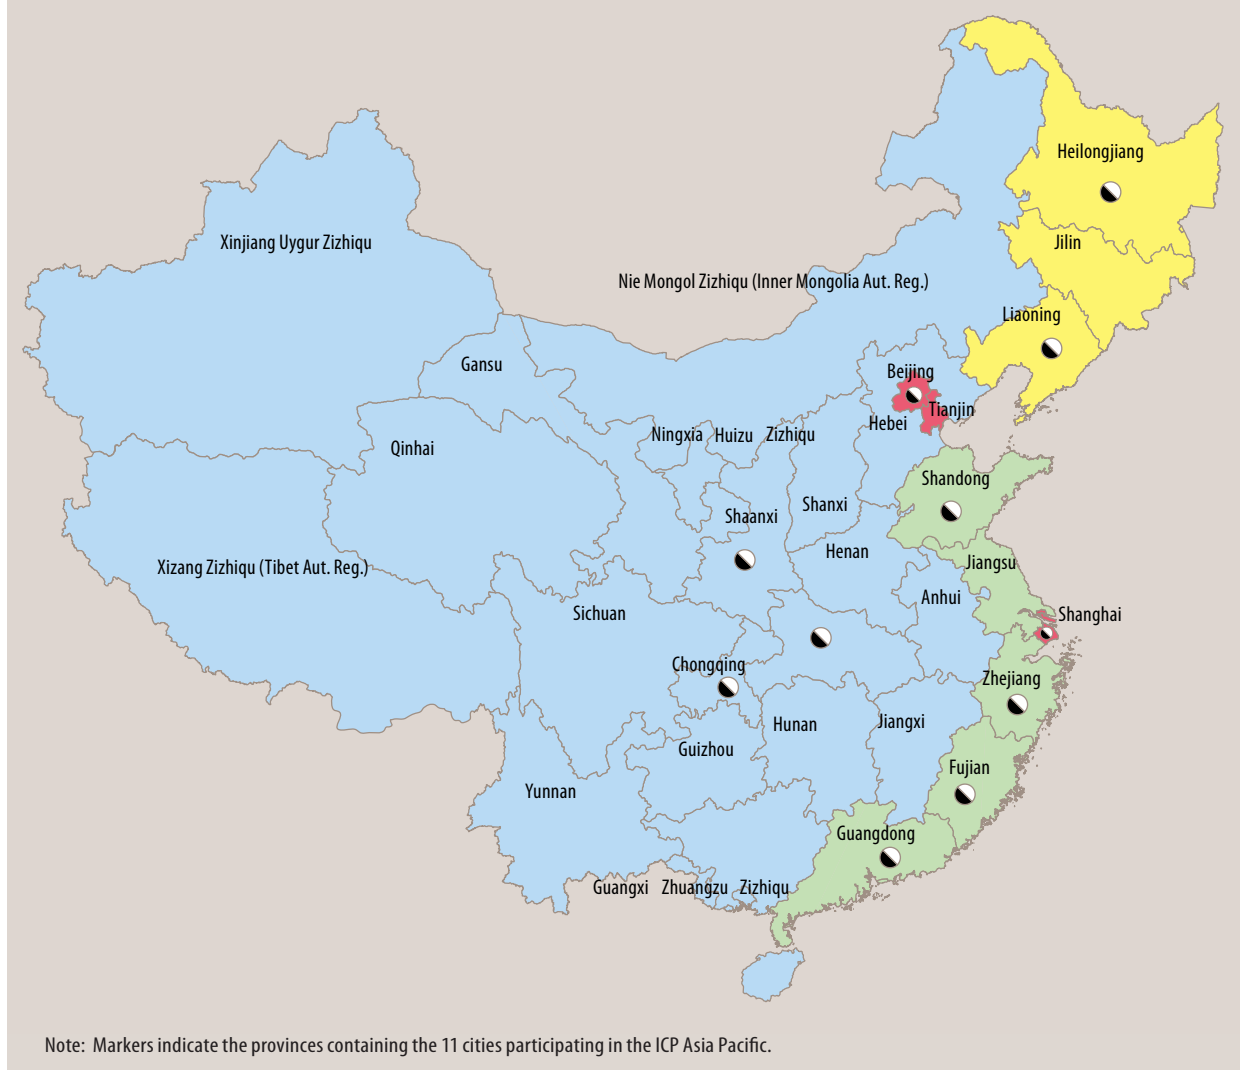 Heilongjiang
Jilin
Xinjiang Uygur Zizhiqu
Nie Mongol Zizhiqu (Inner Mongolia Aut. Reg.)
Liaoning
Gansu
Beijing
Tianjin
Hebei
Ningxia Huizu Zizhiqu
Qinhai
Shandong
Shanxi
Shaanxi
Henan
Jiangsu
Xizang Zizhiqu (Tibet Aut. Reg.)
Anhui
Sichuan
Shanghai
Chongqing
Zhejiang
Hunan
Jiangxi
Guizhou
Fujian
Yunnan
Guangdong
Guangxi Zhuangzu Zizhiqu
Note: Markers indicate the provinces containing the 11 cities participating in the ICP Asia Pacific.